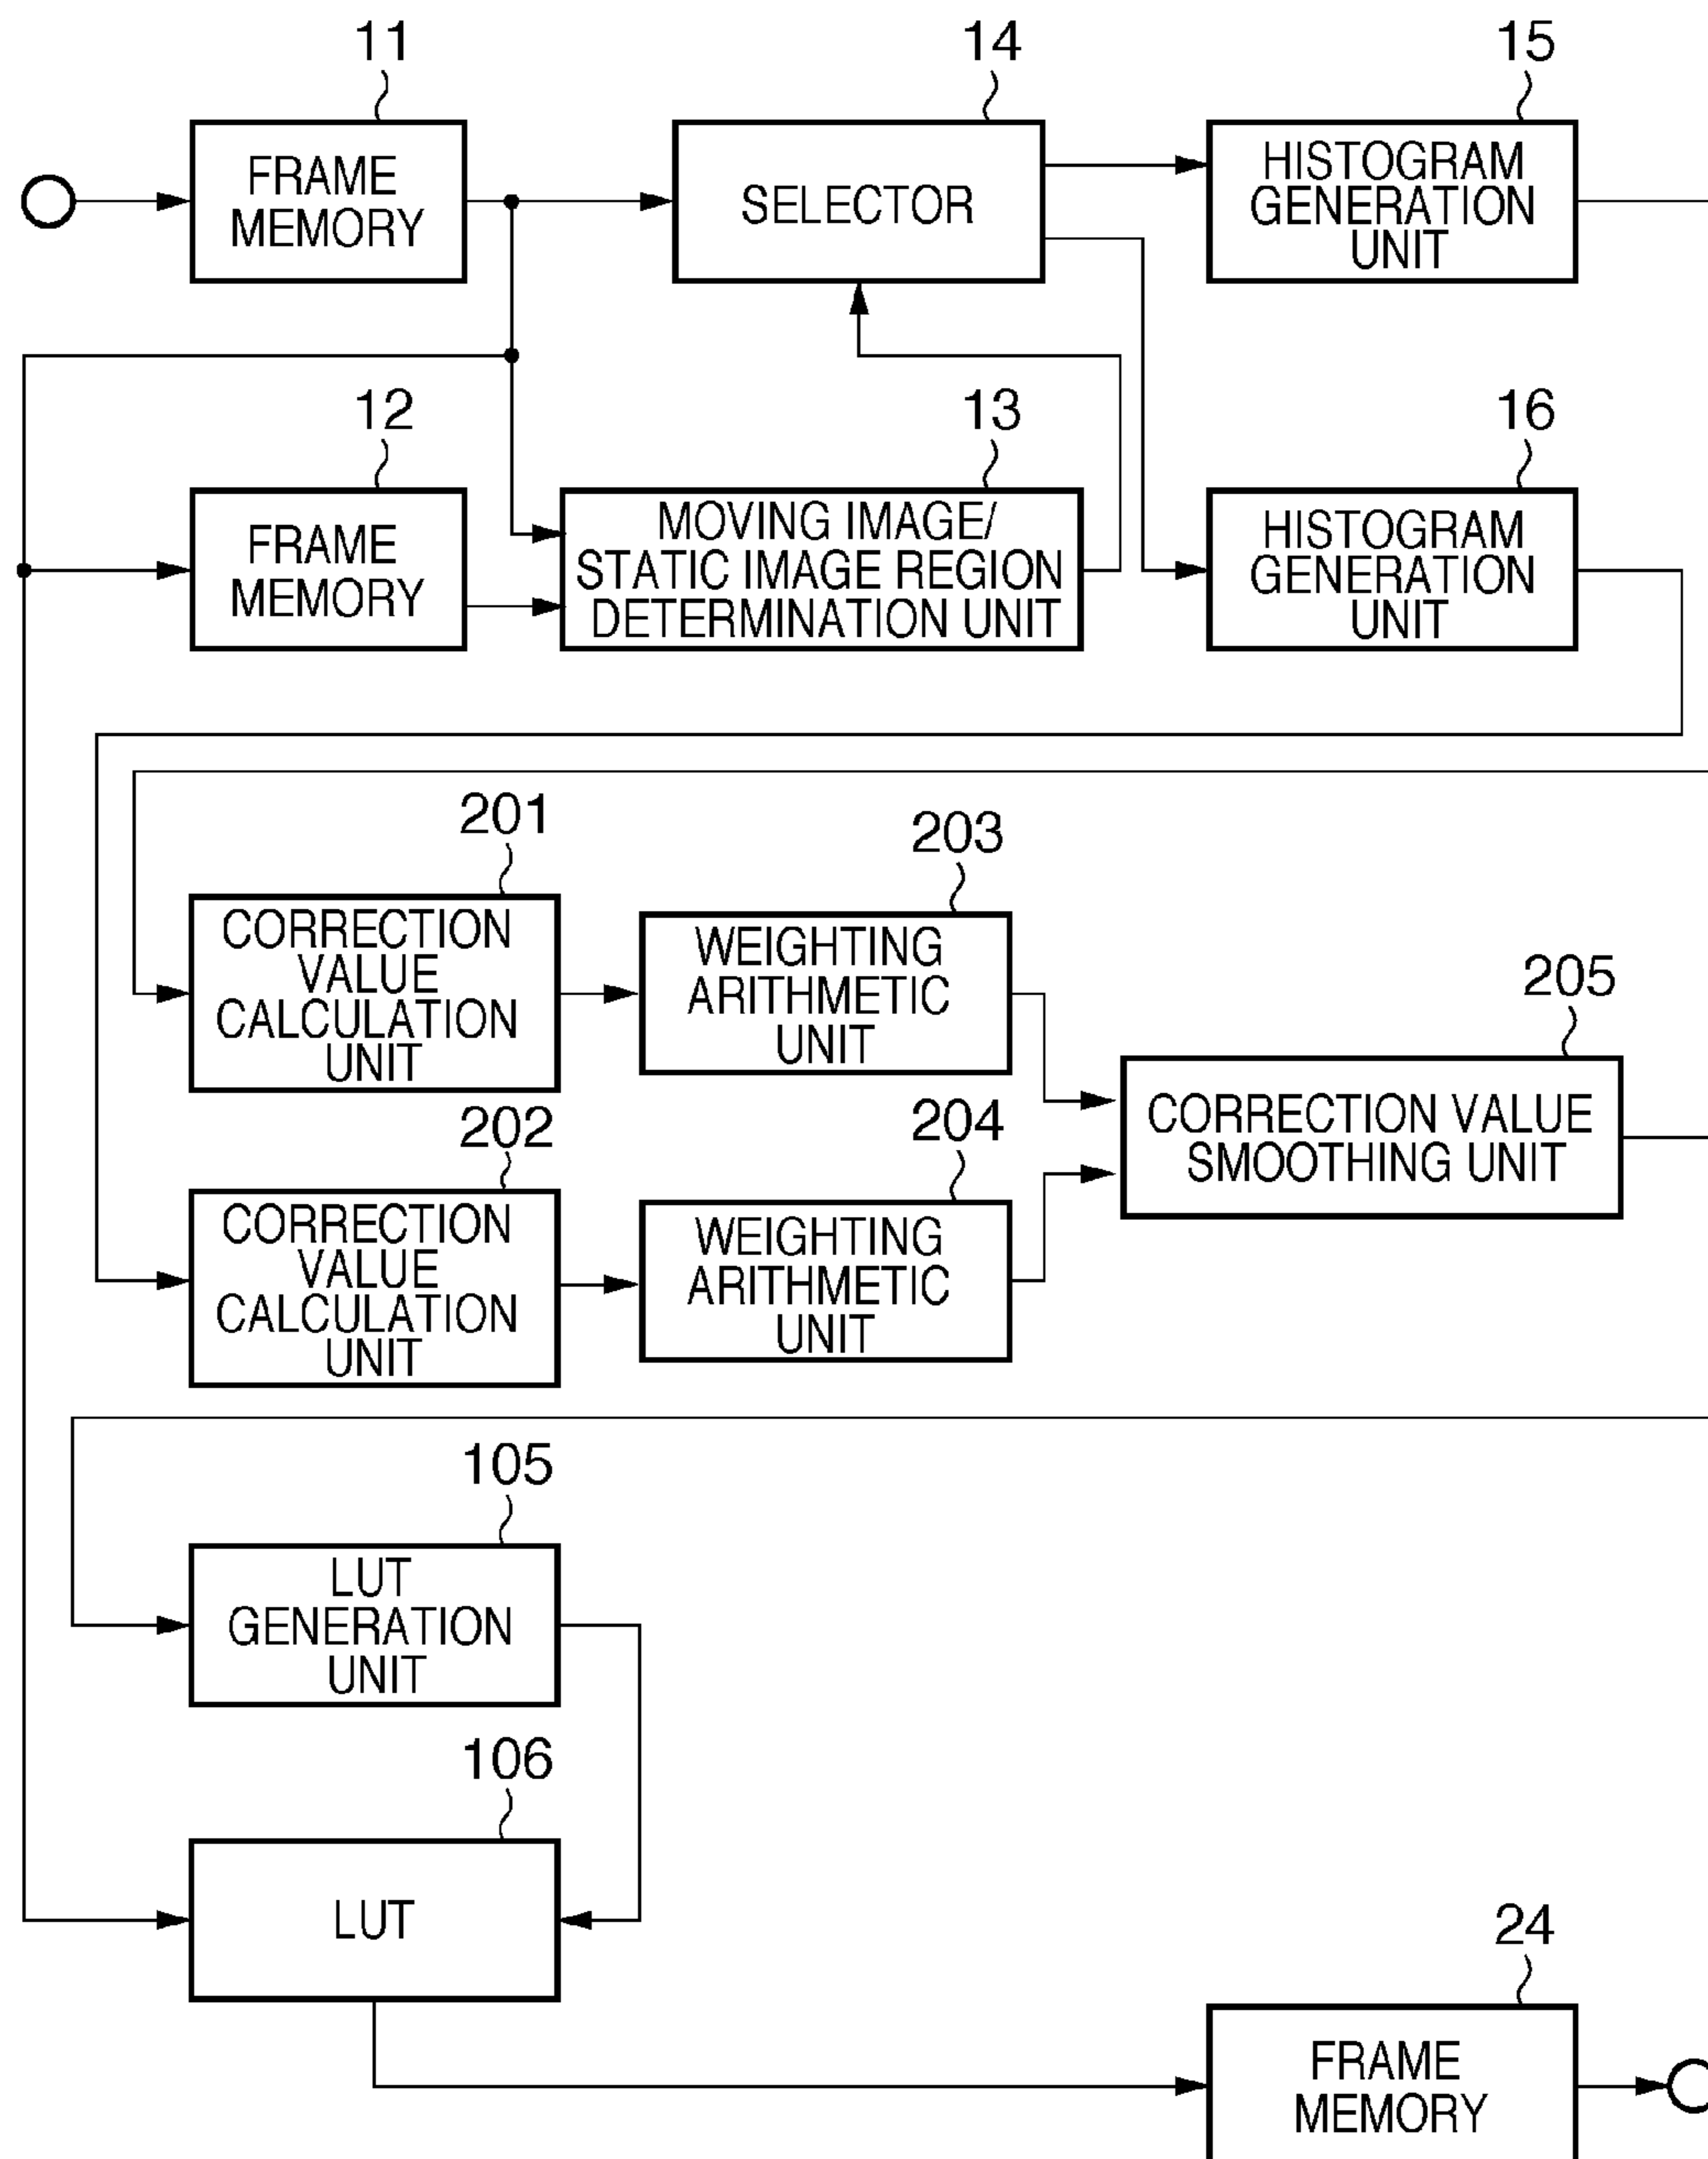 11
14
15
FRAME
MEMORY
SELECTOR
HISTOGRAM
GENERATION
UNIT
12
13
16
FRAME
MEMORY
MOVING IMAGE/
STATIC IMAGE REGION
DETERMINATION UNIT
HISTOGRAM
GENERATION
UNIT
201
203
205
CORRECTION
VALUE
CALCULATION
UNIT
WEIGHTING
ARITHMETIC
UNIT
CORRECTION VALUE
SMOOTHING UNIT
202
204
CORRECTION
VALUE
CALCULATION
UNIT
WEIGHTING
ARITHMETIC
UNIT
105
LUT
GENERATION
UNIT
106
LUT
24
FRAME
MEMORY